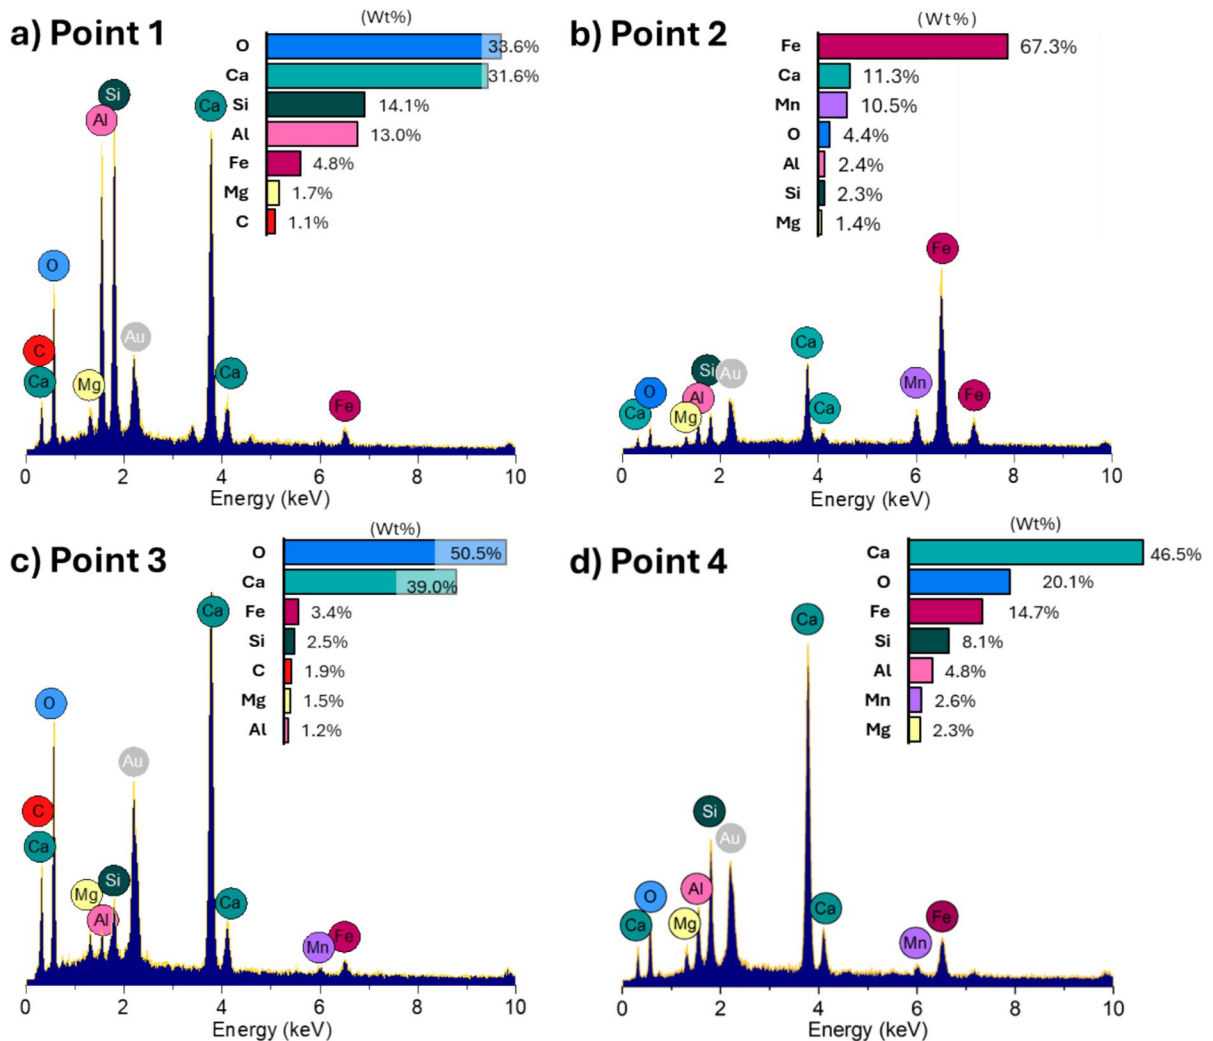 a) Point 1
(Wt%)
O 33.6%
Ca 31.6%
Si 14.1%
Al 13.0%
Fe 4.8%
Mg 1.7%
C 1.1%
Si
Al
Ca
O
Au
C
Ca
Mg
Ca
Fe
0 2 4 6 8 10
Energy (keV)
b) Point 2
(Wt%)
Fe 67.3%
Ca 11.3%
Mn 10.5%
O 4.4%
Al 2.4%
Si 2.3%
Mg 1.4%
Fe
Ca
Si Au
O
Al
Ca
Mg
Ca
Mn
Fe
0 2 4 6 8 10
Energy (keV)
c) Point 3
(Wt%)
O 50.5%
Ca 39.0%
Fe 3.4%
Si 2.5%
C 1.9%
Mg 1.5%
Al 1.2%
Ca
O
Au
C
Ca
Si
Mg
Al
Ca
Mn Fe
0 2 4 6 8 10
Energy (keV)
d) Point 4
(Wt%)
Ca 46.5%
O 20.1%
Fe 14.7%
Si 8.1%
Al 4.8%
Mn 2.6%
Mg 2.3%
Ca
Si
Au
Al
O
Ca
Mg
Ca
Fe
Mn
0 2 4 6 8 10
Energy (keV)